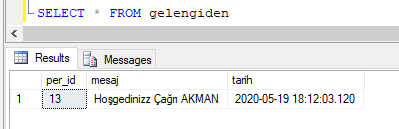 SELECT * FROM gelengiden
Results Messages
per_id mesaj tarih
1 13 Hoşgedinizz Çağrı AKMAN 2020-05-19 18:12:03.120